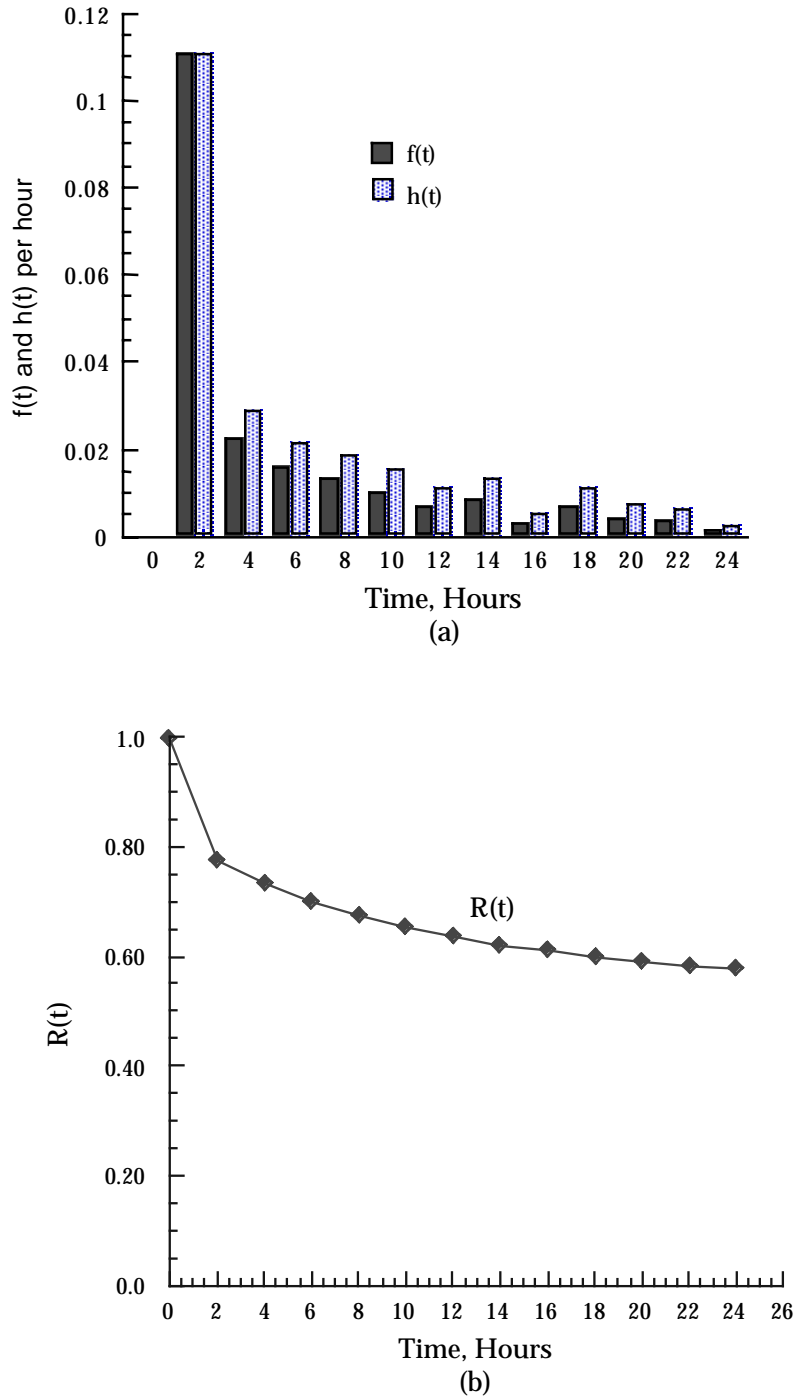 0.12
0.1
0.08
0.06
0.04
0.02
0
f(t) and h(t) per hour
f(t)
h(t)
0 2 4 6 8 10 12 14 16 18 20 22 24
Time, Hours
(a)
1.0
0.80
0.60
0.40
0.20
0.0
R(t)
R(t)
0 2 4 6 8 10 12 14 16 18 20 22 24 26
Time, Hours
(b)